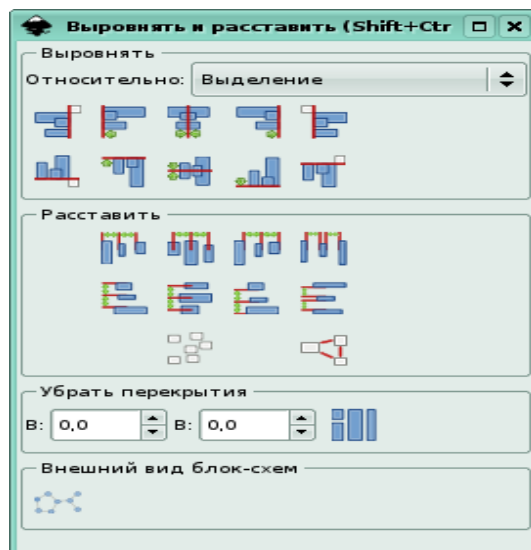 Выровнять и расставить (Shift+Ctr
Выровнять
Относительно: Выделение
Расставить
Убрать перекрытия
В: 0,0 В: 0,0
Внешний вид блок-схем